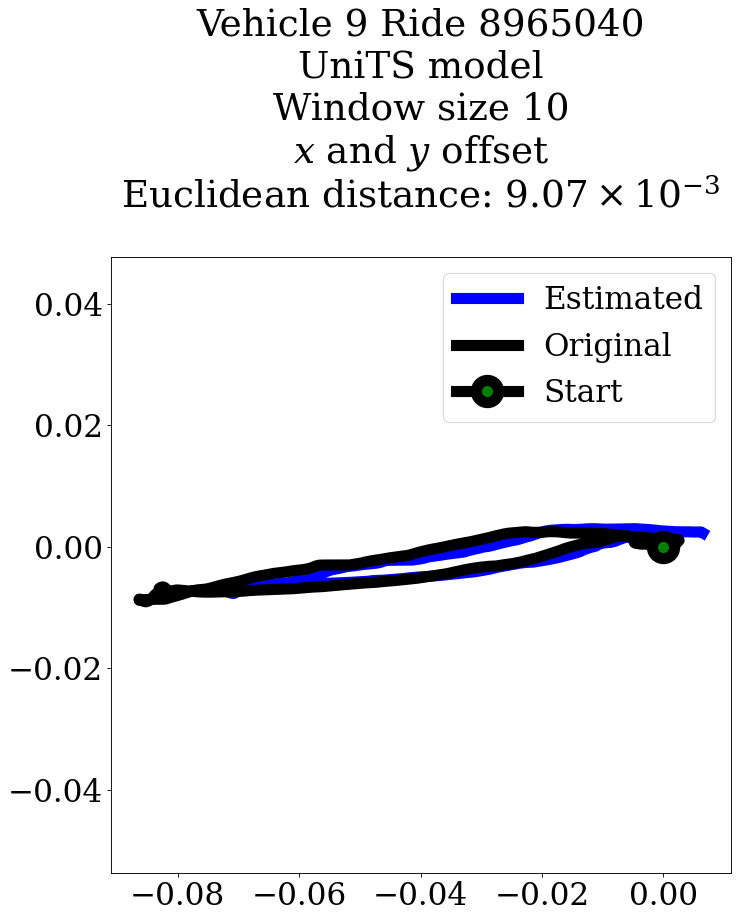 Vehicle 9 Ride 8965040
UniTS model
Window size 10
x and y offset
Euclidean distance: 9.07 × 10⁻³
Estimated
Original
Start
0.04
0.02
0.00
−0.02
−0.04
−0.08 −0.06 −0.04 −0.02 0.00